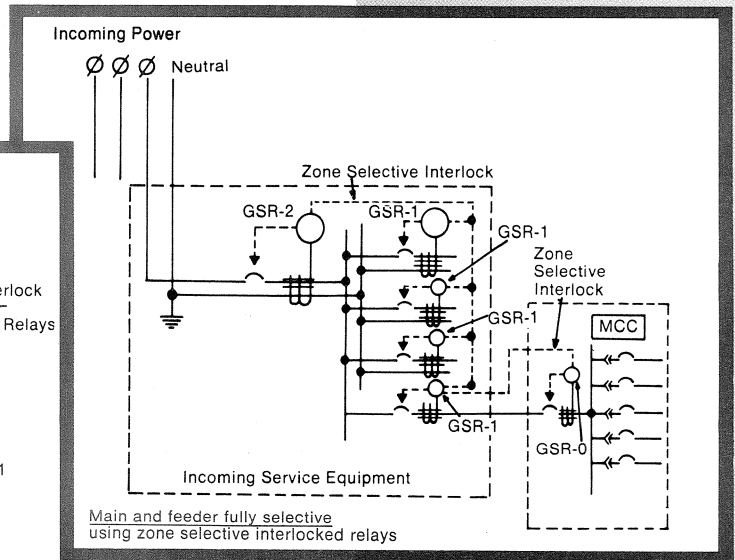 Incoming Power
Ø Ø Ø Neutral
Zone Selective Interlock
GSR-2
GSR-1
GSR-1
Zone
Selective
Interlock
erlock
Relays
GSR-1
MCC
GSR-1
GSR-0
1
Incoming Service Equipment
Main and feeder fully selective
using zone selective interlocked relays